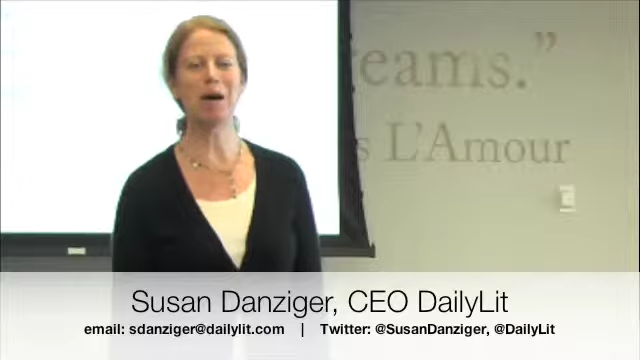 eams.”
s L’Amour
Susan Danziger, CEO DailyLit
email: sdanziger@dailylit.com | Twitter: @SusanDanziger, @DailyLit